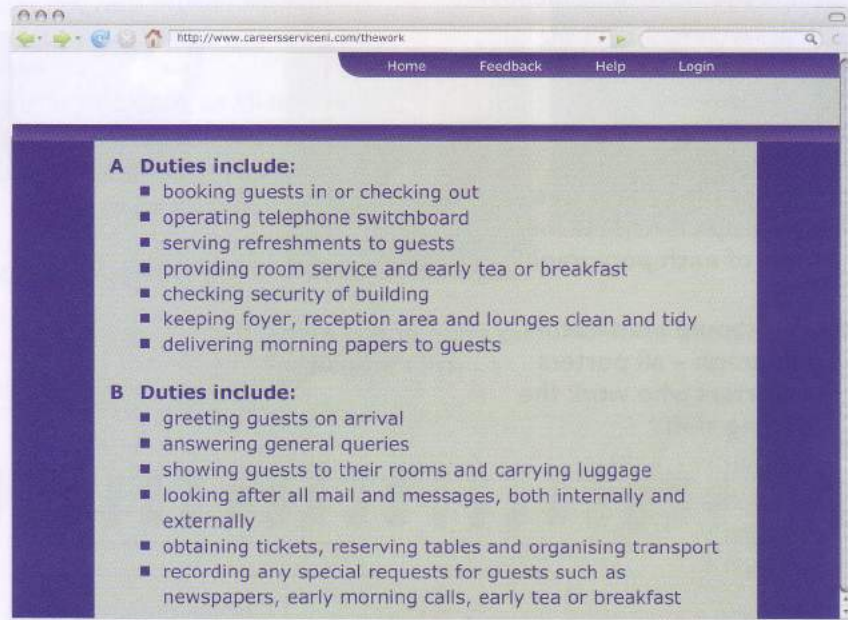 http://www.careersserviceni.com/thework
Home Feedback Help Login
A Duties include:
■ booking guests in or checking out
■ operating telephone switchboard
■ serving refreshments to guests
■ providing room service and early tea or breakfast
■ checking security of building
■ keeping foyer, reception area and lounges clean and tidy
■ delivering morning papers to guests
B Duties include:
■ greeting guests on arrival
■ answering general queries
■ showing guests to their rooms and carrying luggage
■ looking after all mail and messages, both internally and
externally
■ obtaining tickets, reserving tables and organising transport
■ recording any special requests for guests such as
newspapers, early morning calls, early tea or breakfast